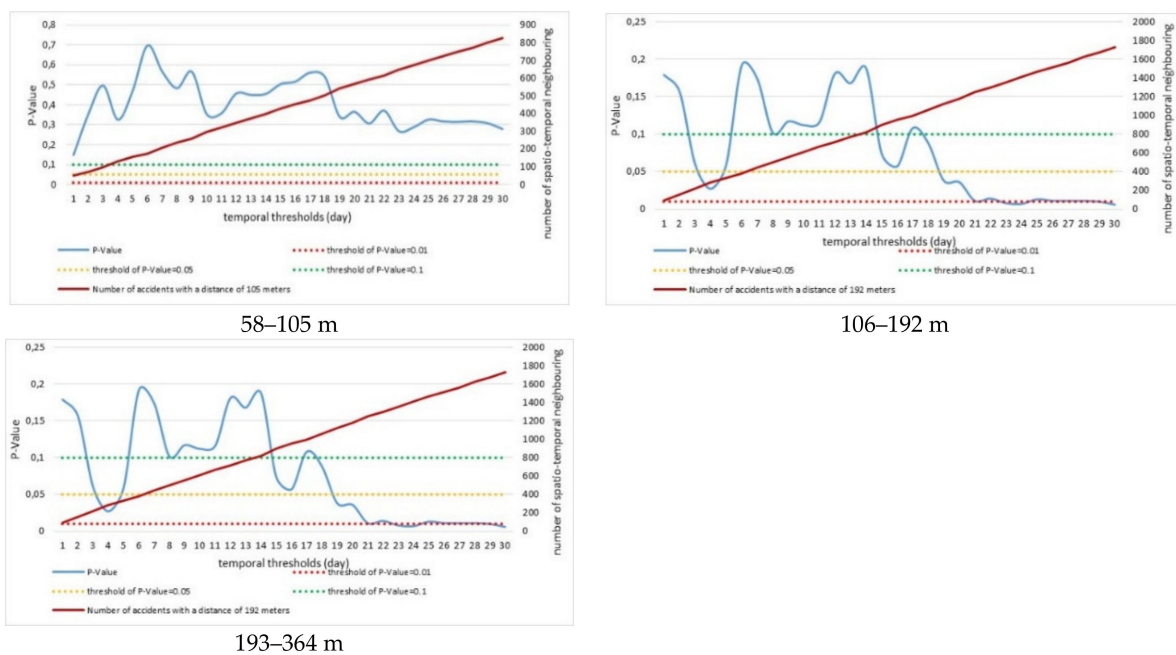 0,8
0,7
0,6
0,5
0,4
0,3
0,2
0,1
0
P-Value
900
800
700
600
500
400
300
200
100
0
number of spatio-temporal neighbouring
1 2 3 4 5 6 7 8 9 10 11 12 13 14 15 16 17 18 19 20 21 22 23 24 25 26 27 28 29 30
temporal thresholds (day)
P-Value
threshold of P-Value=0.01
threshold of P-Value=0.05
threshold of P-Value=0.1
Number of accidents with a distance of 105 meters
58–105 m
0,25
0,2
0,15
0,1
0,05
0
P-Value
2000
1800
1600
1400
1200
1000
800
600
400
200
0
number of spatio-temporal neighbouring
1 2 3 4 5 6 7 8 9 10 11 12 13 14 15 16 17 18 19 20 21 22 23 24 25 26 27 28 29 30
temporal thresholds (day)
P-Value
threshold of P-Value=0.01
threshold of P-Value=0.05
threshold of P-Value=0.1
Number of accidents with a distance of 192 meters
106–192 m
0,25
0,2
0,15
0,1
0,05
0
P-Value
2000
1800
1600
1400
1200
1000
800
600
400
200
0
number of spatio-temporal neighbouring
1 2 3 4 5 6 7 8 9 10 11 12 13 14 15 16 17 18 19 20 21 22 23 24 25 26 27 28 29 30
temporal thresholds (day)
P-Value
threshold of P-Value=0.01
threshold of P-Value=0.05
threshold of P-Value=0.1
Number of accidents with a distance of 192 meters
193–364 m